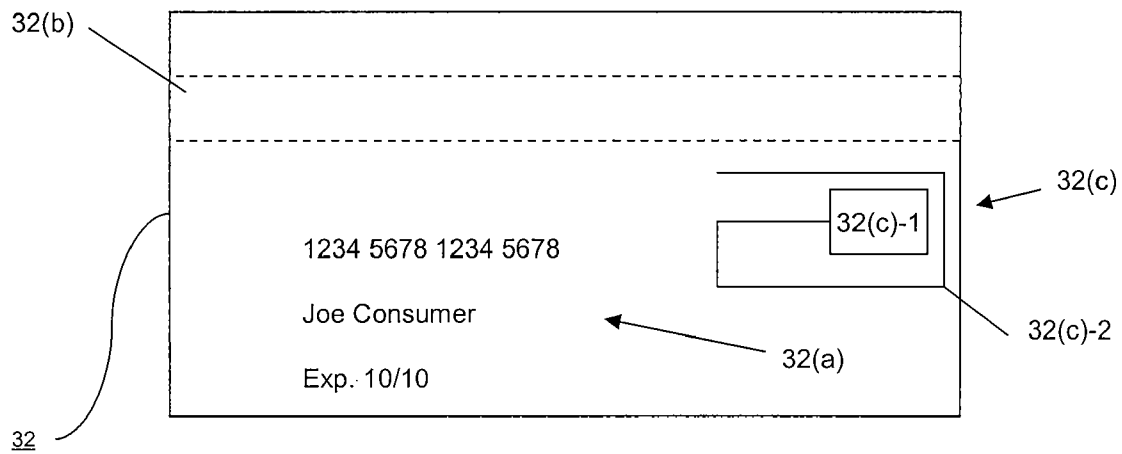 32(b)
32(c)
32(c)-1
1234 5678 1234 5678
Joe Consumer
32(c)-2
32(a)
Exp. 10/10
32